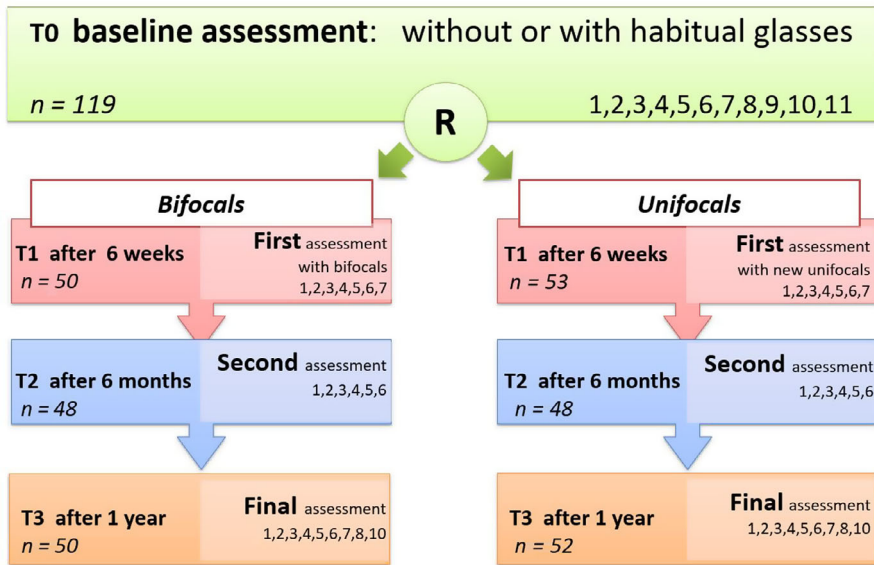 T0 baseline assessment: without or with habitual glasses
n = 119
1,2,3,4,5,6,7,8,9,10,11
R
Bifocals
T1 after 6 weeks
n = 50
First assessment
with bifocals
1,2,3,4,5,6,7
T2 after 6 months
n = 48
Second assessment
1,2,3,4,5,6
T3 after 1 year
n = 50
Final assessment
1,2,3,4,5,6,7,8,10
Unifocals
T1 after 6 weeks
n = 53
First assessment
with new unifocals
1,2,3,4,5,6,7
T2 after 6 months
n = 48
Second assessment
1,2,3,4,5,6
T3 after 1 year
n = 52
Final assessment
1,2,3,4,5,6,7,8,10